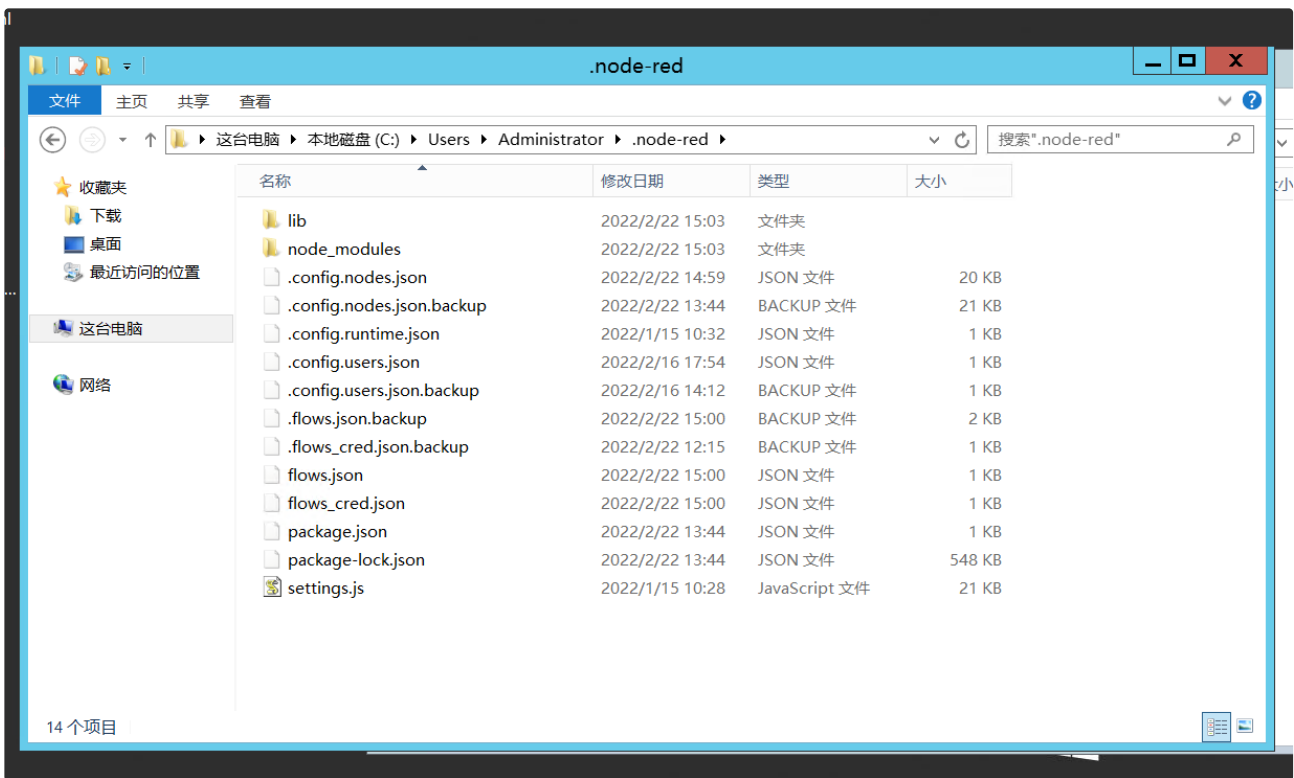 .node-red
文件 主页 共享 查看
这台电脑 本地磁盘 (C:) Users Administrator .node-red 搜索".node-red"
收藏夹
下载
桌面
最近访问的位置
这台电脑
网络
名称 修改日期 类型 大小
lib 2022/2/22 15:03 文件夹
node_modules 2022/2/22 15:03 文件夹
.config.nodes.json 2022/2/22 14:59 JSON 文件 20 KB
.config.nodes.json.backup 2022/2/22 13:44 BACKUP 文件 21 KB
.config.runtime.json 2022/1/15 10:32 JSON 文件 1 KB
.config.users.json 2022/2/16 17:54 JSON 文件 1 KB
.config.users.json.backup 2022/2/16 14:12 BACKUP 文件 1 KB
.flows.json.backup 2022/2/22 15:00 BACKUP 文件 2 KB
.flows_cred.json.backup 2022/2/22 12:15 BACKUP 文件 1 KB
flows.json 2022/2/22 15:00 JSON 文件 1 KB
flows_cred.json 2022/2/22 15:00 JSON 文件 1 KB
package.json 2022/2/22 13:44 JSON 文件 1 KB
package-lock.json 2022/2/22 13:44 JSON 文件 548 KB
settings.js 2022/1/15 10:28 JavaScript 文件 21 KB
14 个项目